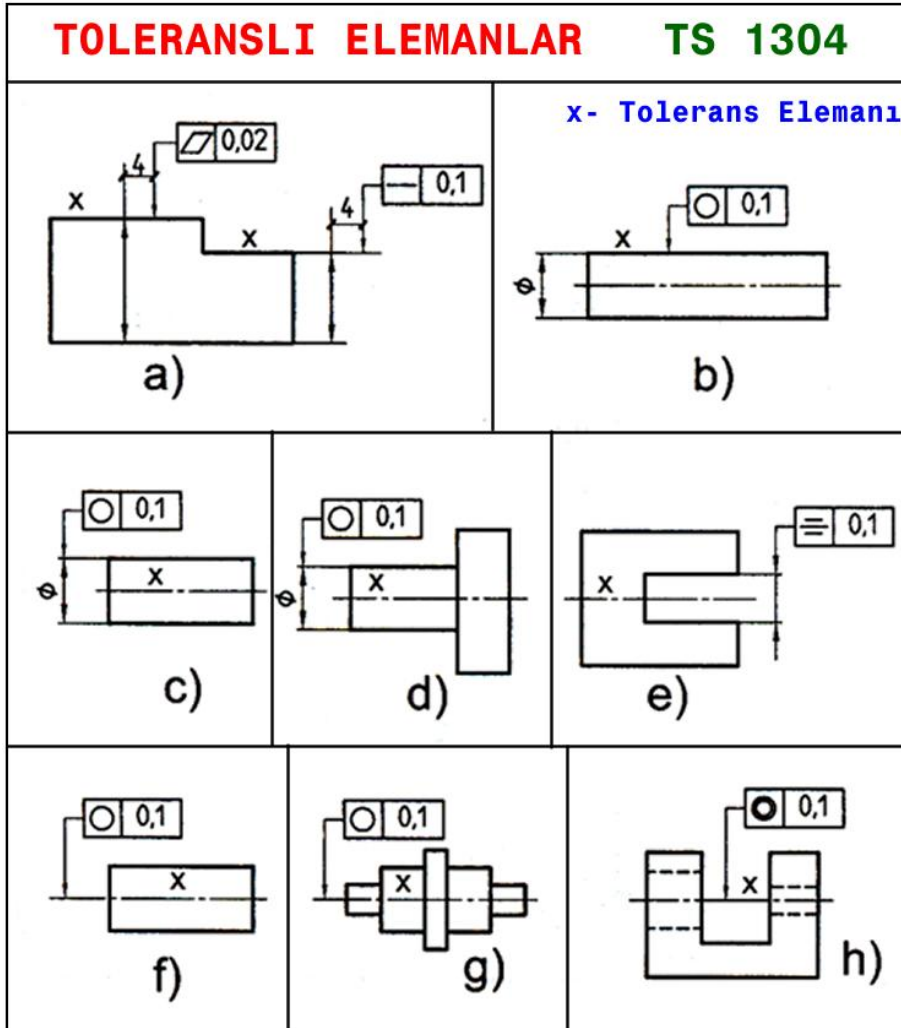 TOLERANSLI ELEMANLAR TS 1304
x- Tolerans Elemanı
0,02
4
0,1
4
x
x
a)
0,1
x
ø
b)
0,1
x
ø
c)
0,1
x
ø
d)
0,1
x
e)
0,1
x
f)
0,1
x
g)
0,1
x
h)